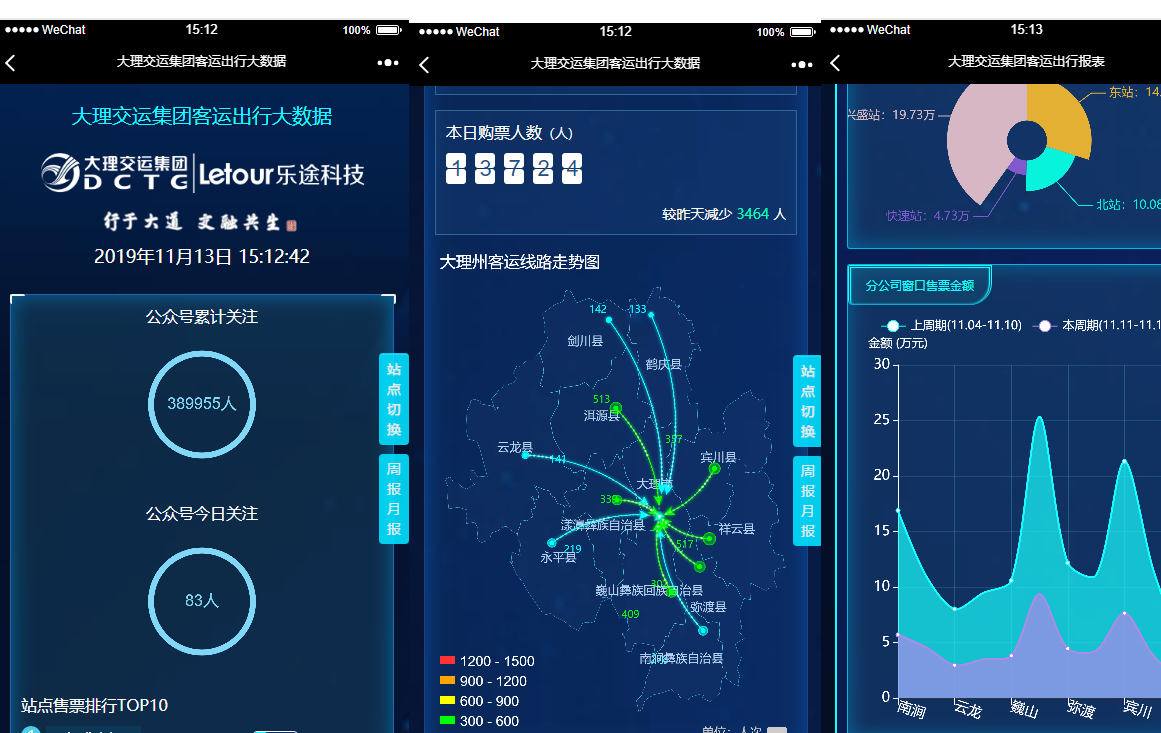 WeChat 15:12 100%
大理交运集团客运出行大数据
大理交运集团客运出行大数据
大理交运集团 DCTG Letour乐途科技
行于大道 文融共生
2019年11月13日 15:12:42
公众号累计关注
389955人
公众号今日关注
83人
站点售票排行TOP10
站点切换
周报月报
WeChat 15:12 100%
大理交运集团客运出行大数据
本日购票人数（人）
1 3 7 2 4
较昨天减少 3464 人
大理州客运线路走势图
142
133
剑川县
鹤庆县
513
洱源县
357
云龙县
141
宾川县
大理市
漾濞彝族自治县
祥云县
517
219
永平县
巍山彝族回族自治县
弥渡县
409
南涧彝族自治县
1200 - 1500
900 - 1200
600 - 900
300 - 600
单位：人次
站点切换
周报月报
WeChat 15:13
大理交运集团客运出行报表
东站：14.
兴盛站：19.73万
北站：10.08
快速站：4.73万
分公司窗口售票金额
上周期(11.04-11.10)
本周期(11.11-11.1
金额 (万元)
30
25
20
15
10
5
0
南涧
云龙
巍山
弥渡
宾川